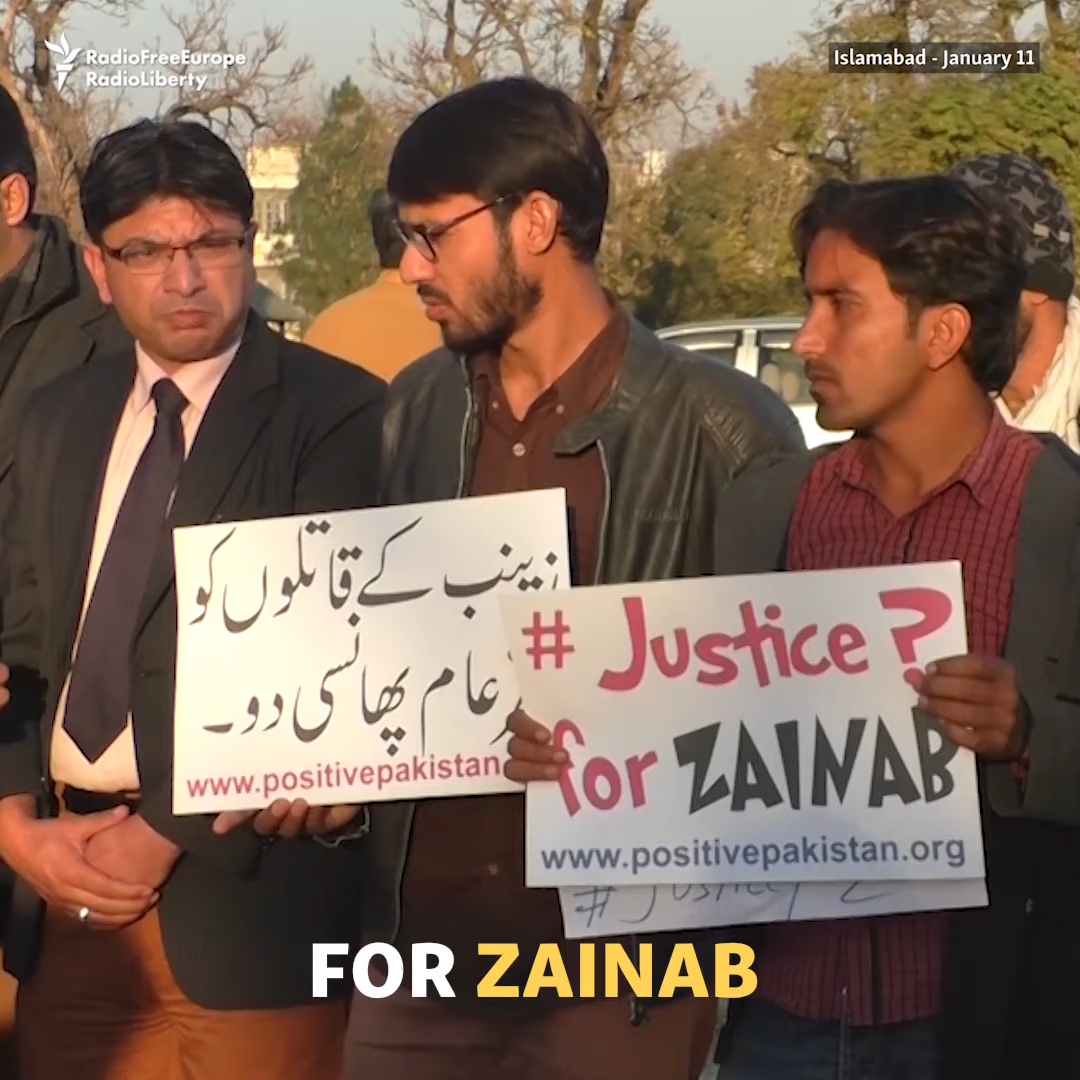 RadioFreeEurope
RadioLiberty
Islamabad - January 11
زینب کے قاتلوں کو
عام پھانسی دو۔
www.positivepakistan
# Justice?
for ZAINAB
www.positivepakistan.org
# Justice
FOR ZAINAB